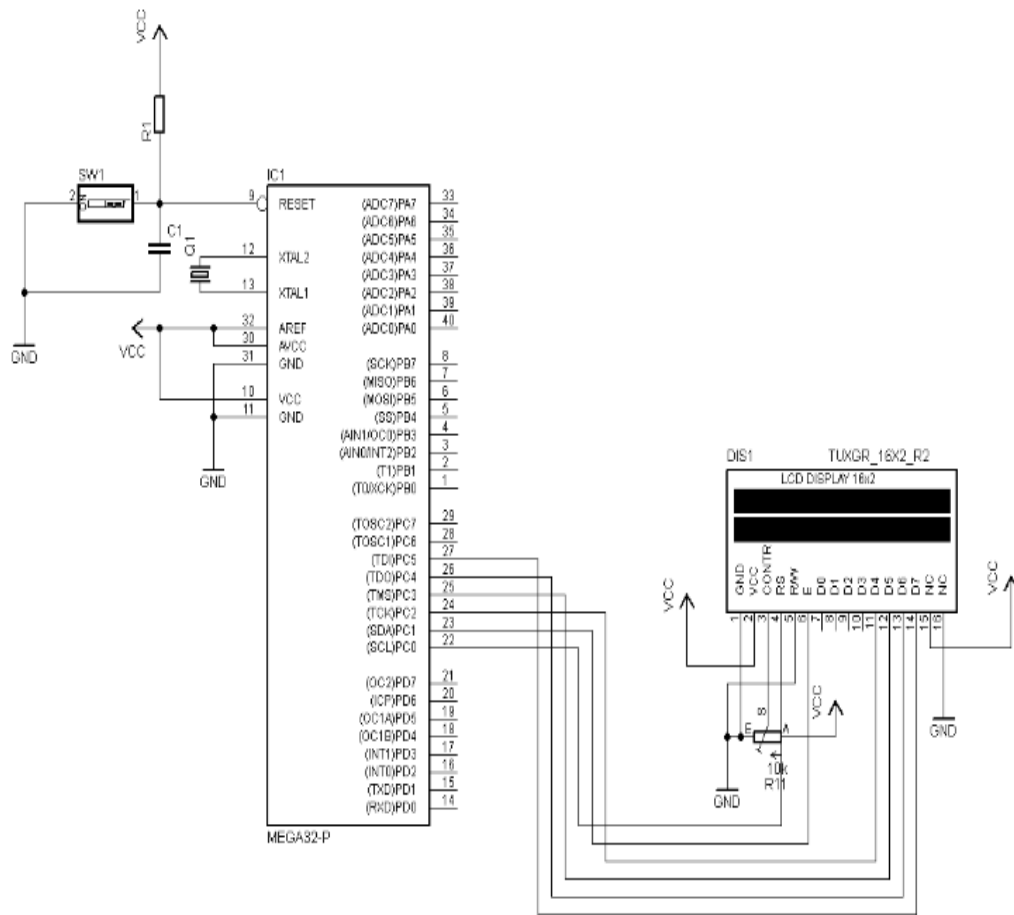 VCC
R1
SW1
2 ON 1
C1
GND
Q1
IC1
9 RESET
12 XTAL2
13 XTAL1
32 AREF
30 AVCC
31 GND
10 VCC
11 GND
VCC
GND
(ADC7)PA7 33
(ADC6)PA6 34
(ADC5)PA5 35
(ADC4)PA4 36
(ADC3)PA3 37
(ADC2)PA2 38
(ADC1)PA1 39
(ADC0)PA0 40
(SCK)PB7 8
(MISO)PB6 7
(MOSI)PB5 6
(SS)PB4 5
(AIN1/OC0)PB3 4
(AIN0/INT2)PB2 3
(T1)PB1 2
(T0/XCK)PB0 1
(TOSC2)PC7 29
(TOSC1)PC6 28
(TDI)PC5 27
(TDO)PC4 26
(TMS)PC3 25
(TCK)PC2 24
(SDA)PC1 23
(SCL)PC0 22
(OC2)PD7 21
(ICP)PD6 20
(OC1A)PD5 19
(OC1B)PD4 18
(INT1)PD3 17
(INT0)PD2 16
(TXD)PD1 15
(RXD)PD0 14
MEGA32-P
DIS1 TUXGR_16X2_R2
LCD DISPLAY 16x2
GND VCC CONTR RS R/W E D0 D1 D2 D3 D4 D5 D6 D7 NC NC
1 2 3 4 5 6 7 8 9 10 11 12 13 14 15 16
VCC
VCC
VCC
E S A
10k
R11
GND
GND